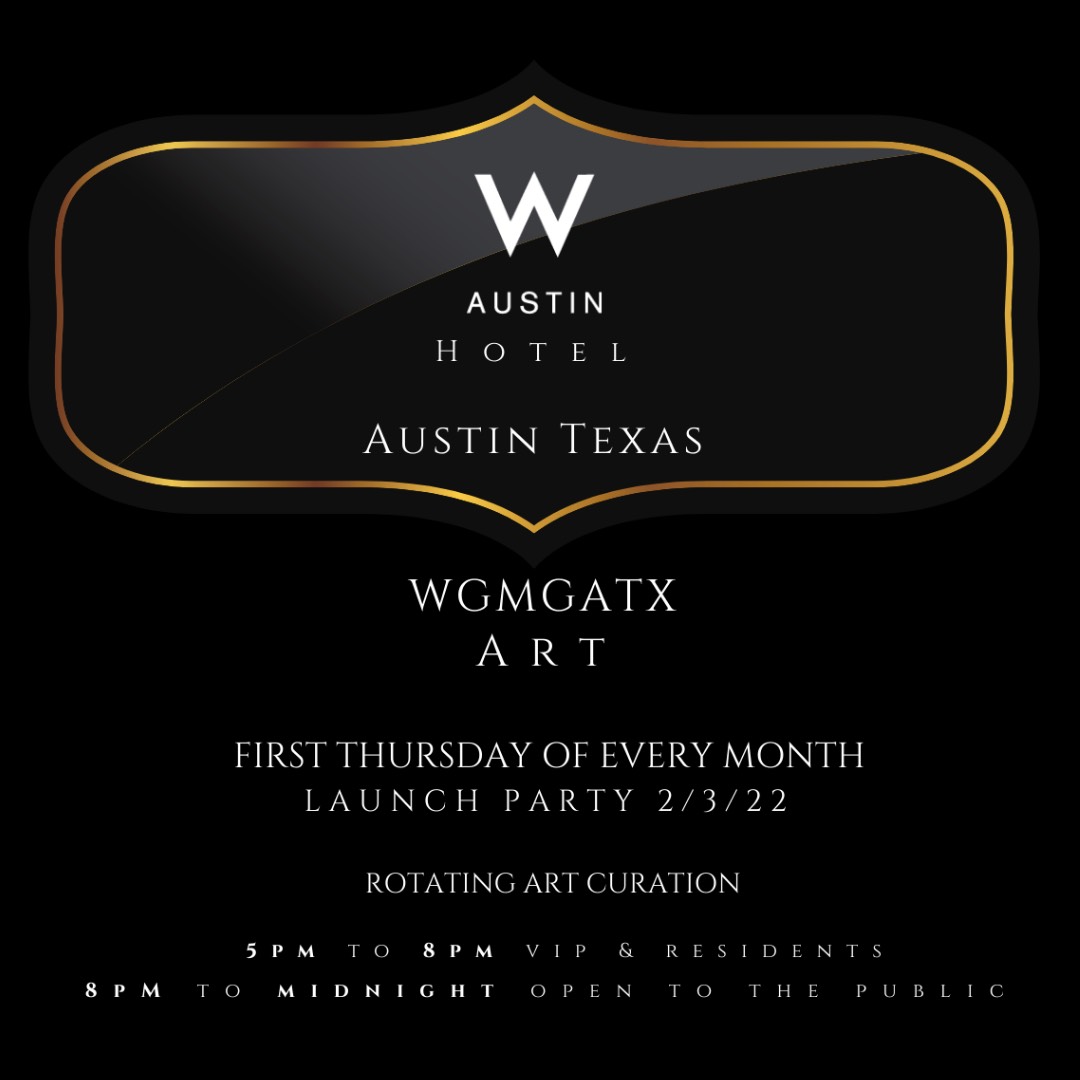 W
AUSTIN
HOTEL
AUSTIN TEXAS
WGMGATX
ART
FIRST THURSDAY OF EVERY MONTH
LAUNCH PARTY 2/3/22
ROTATING ART CURATION
5PM TO 8PM VIP & RESIDENTS
8PM TO MIDNIGHT OPEN TO THE PUBLIC